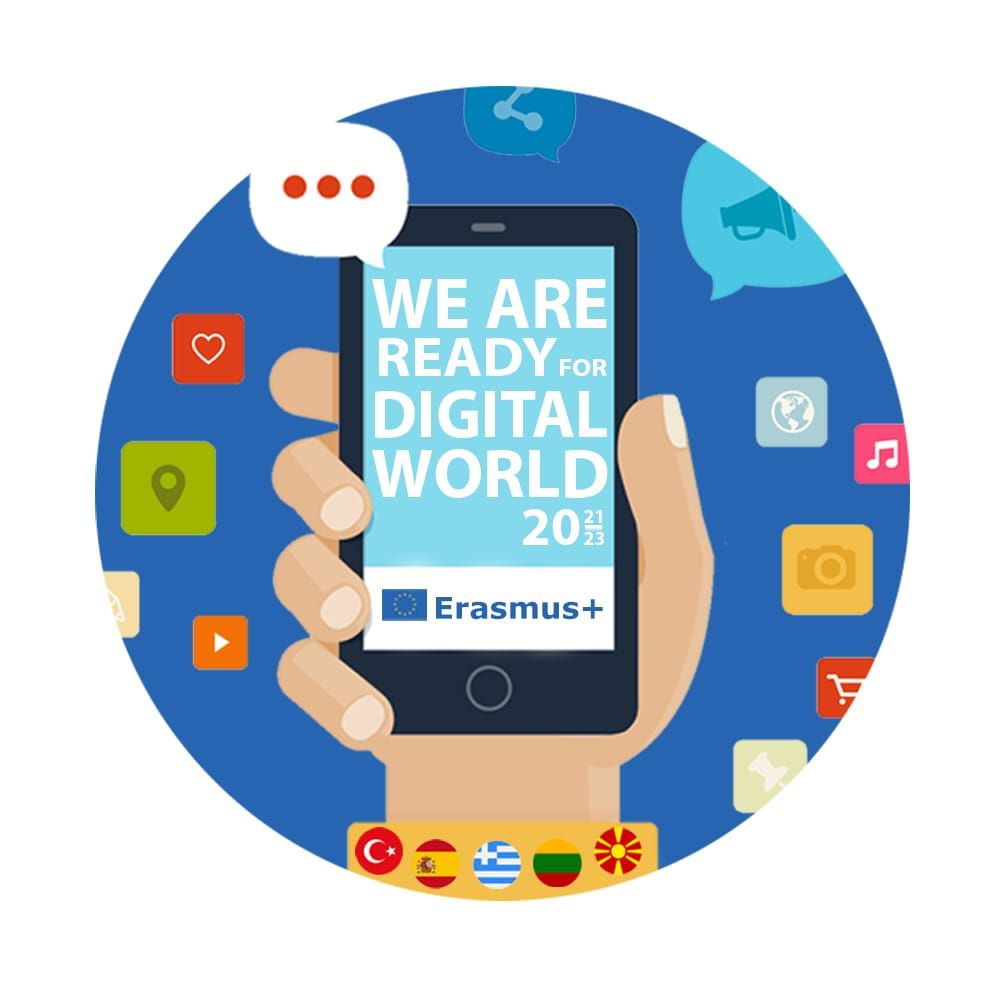 WE ARE
READY FOR
DIGITAL
WORLD
20 21
23
Erasmus+